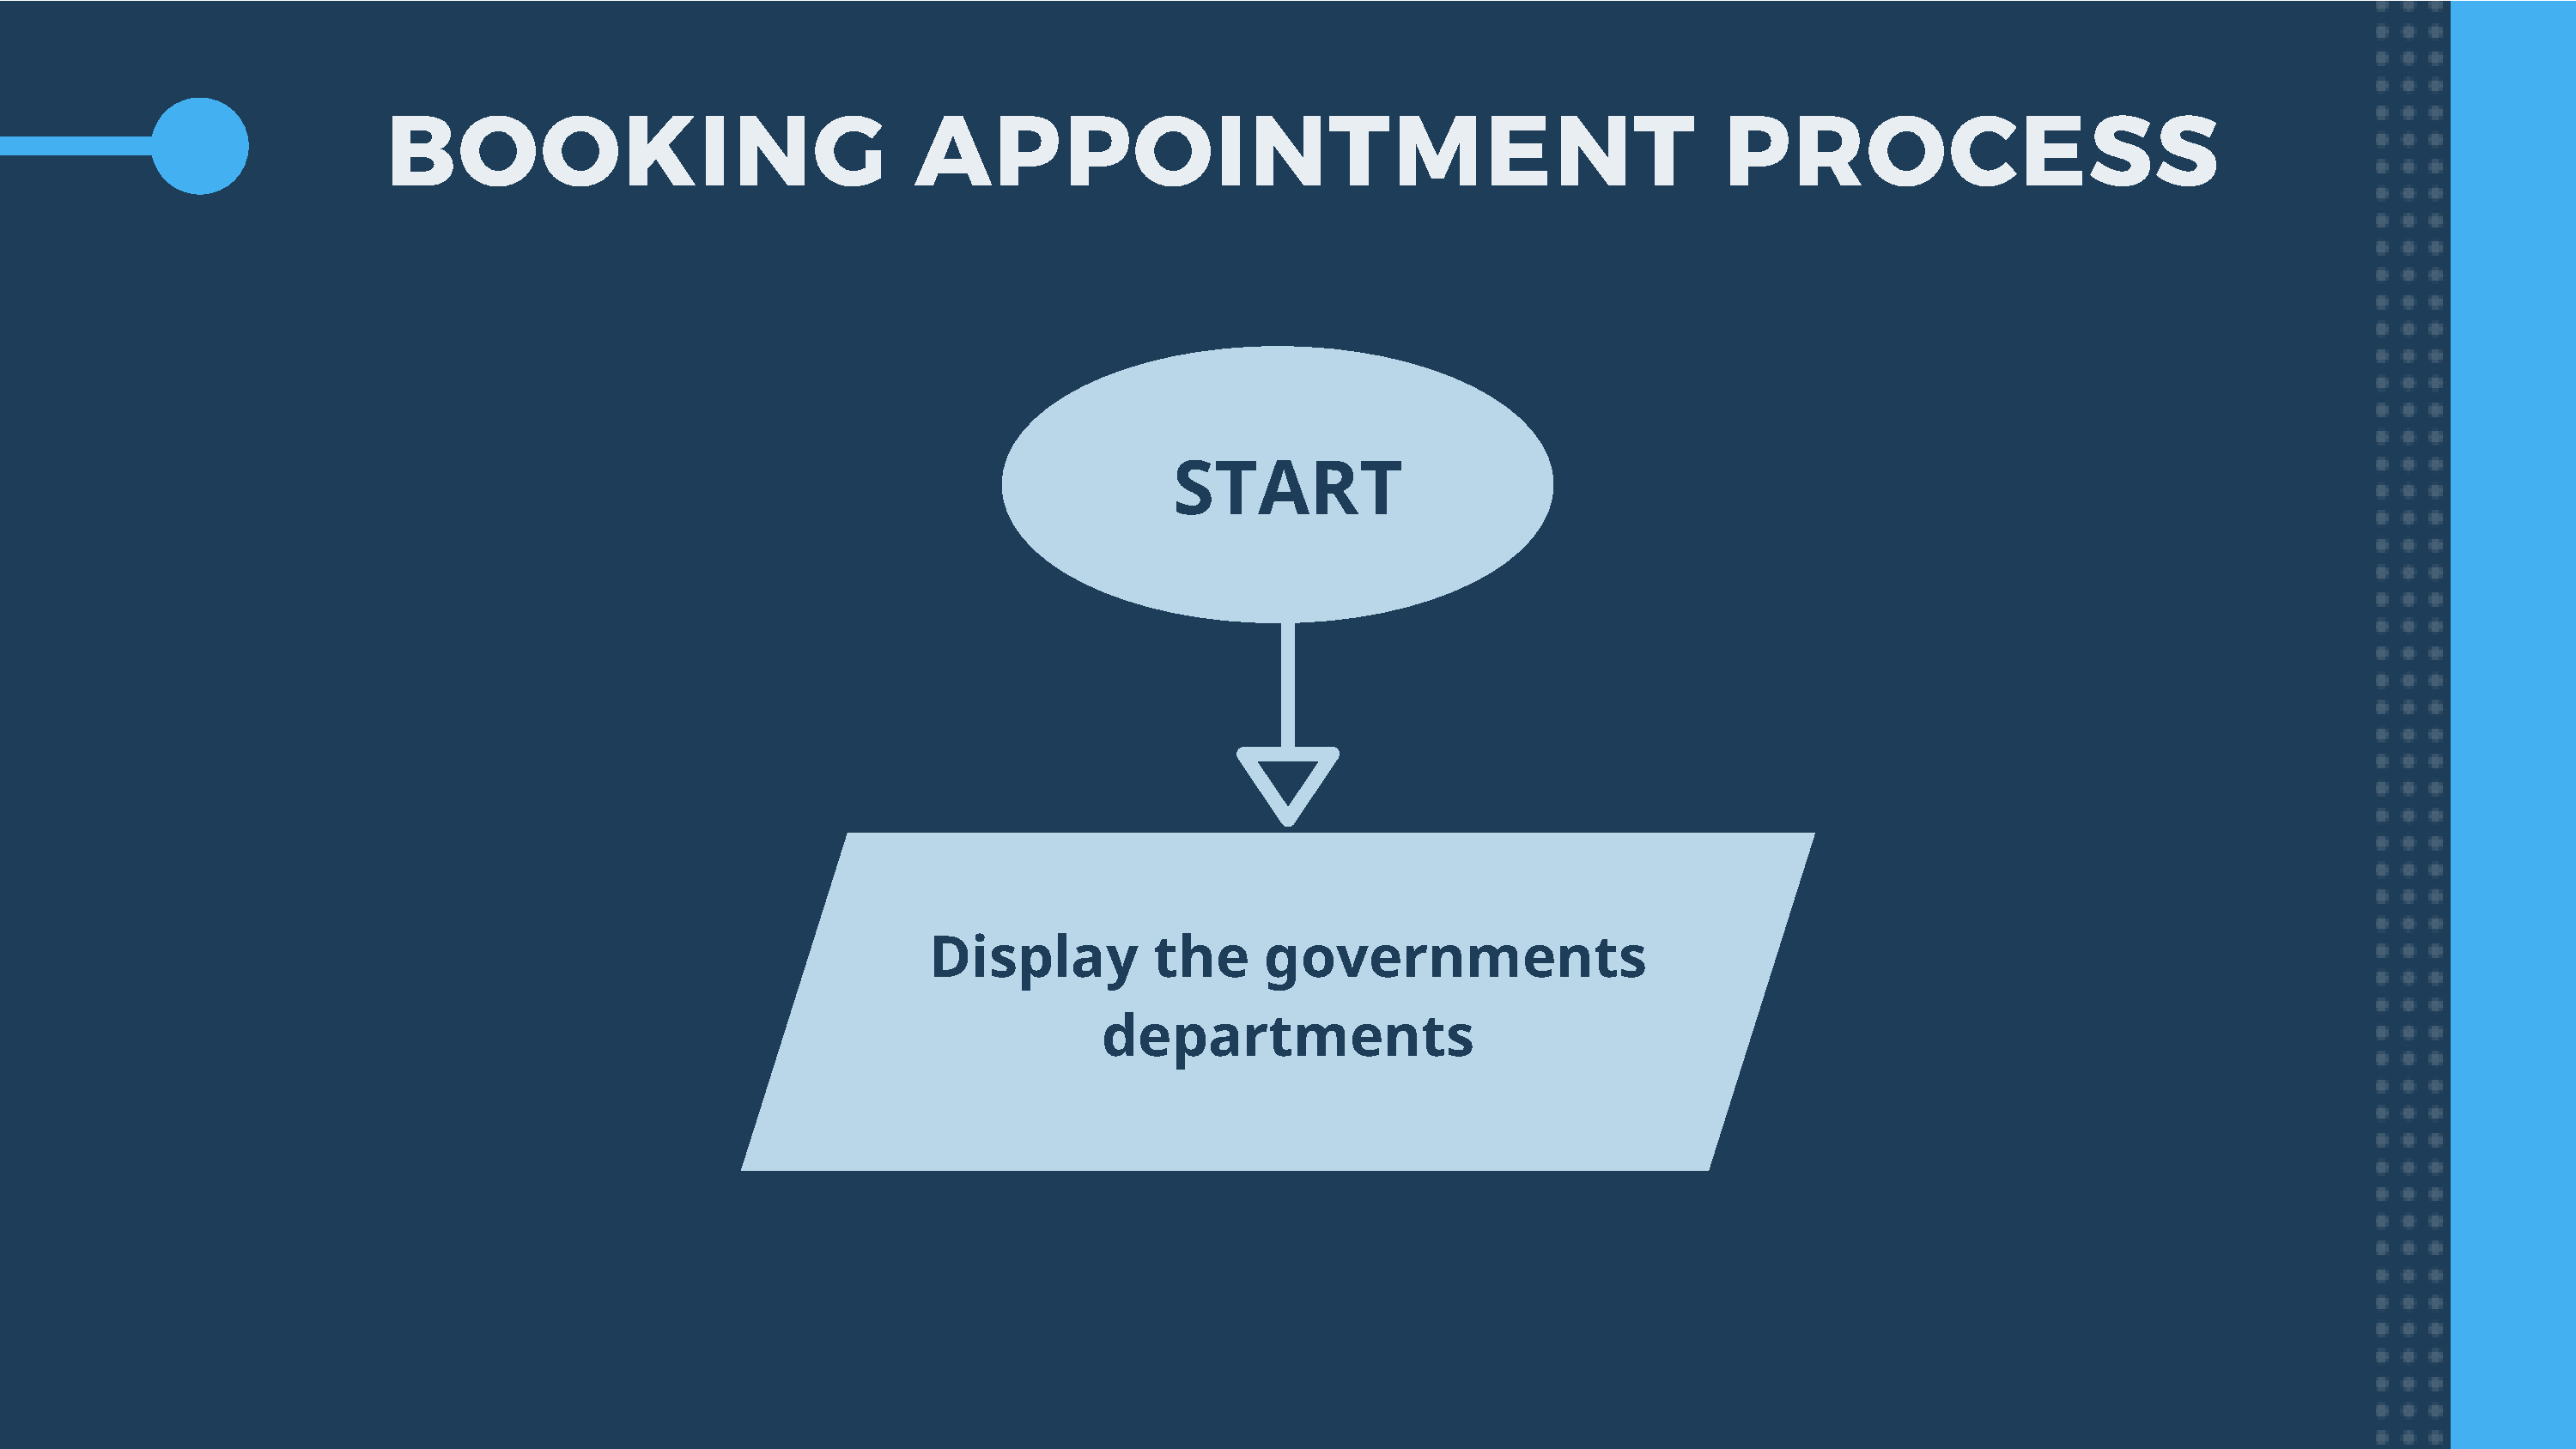 BOOKING APPOINTMENT PROCESS
START
Display the governments
departments